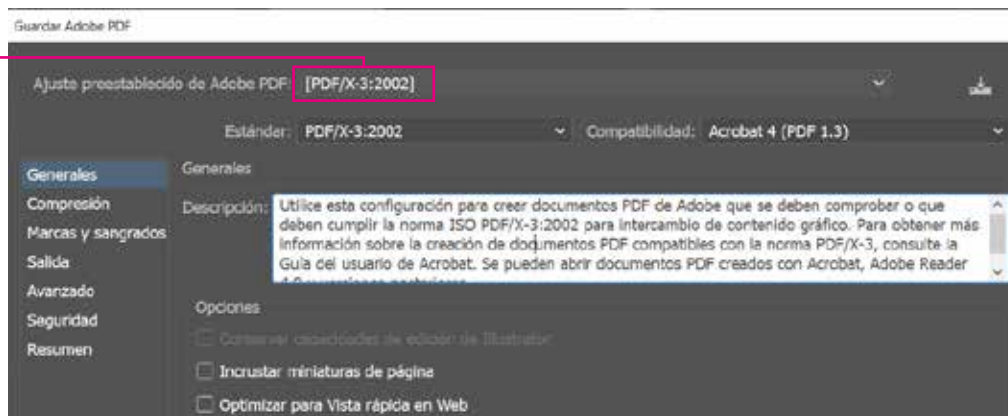 Guardar Adobe PDF
Ajuste preestablecido de Adobe PDF: [PDF/X-3:2002]
Estándar: PDF/X-3:2002 Compatibilidad: Acrobat 4 (PDF 1.3)
Generales Generales
Compresión
Descripción: Utilice esta configuración para crear documentos PDF de Adobe que se deben comprobar o que
deben cumplir la norma ISO PDF/X-3:2002 para intercambio de contenido gráfico. Para obtener más
información sobre la creación de documentos PDF compatibles con la norma PDF/X-3, consulte la
Guía del usuario de Acrobat. Se pueden abrir documentos PDF creados con Acrobat, Adobe Reader
Marcas y sangrados
Salida
Avanzado
Seguridad
Resumen
Opciones
Conservar capacidades de edición de Illustrator
Incrustar miniaturas de página
Optimizar para Vista rápida en Web